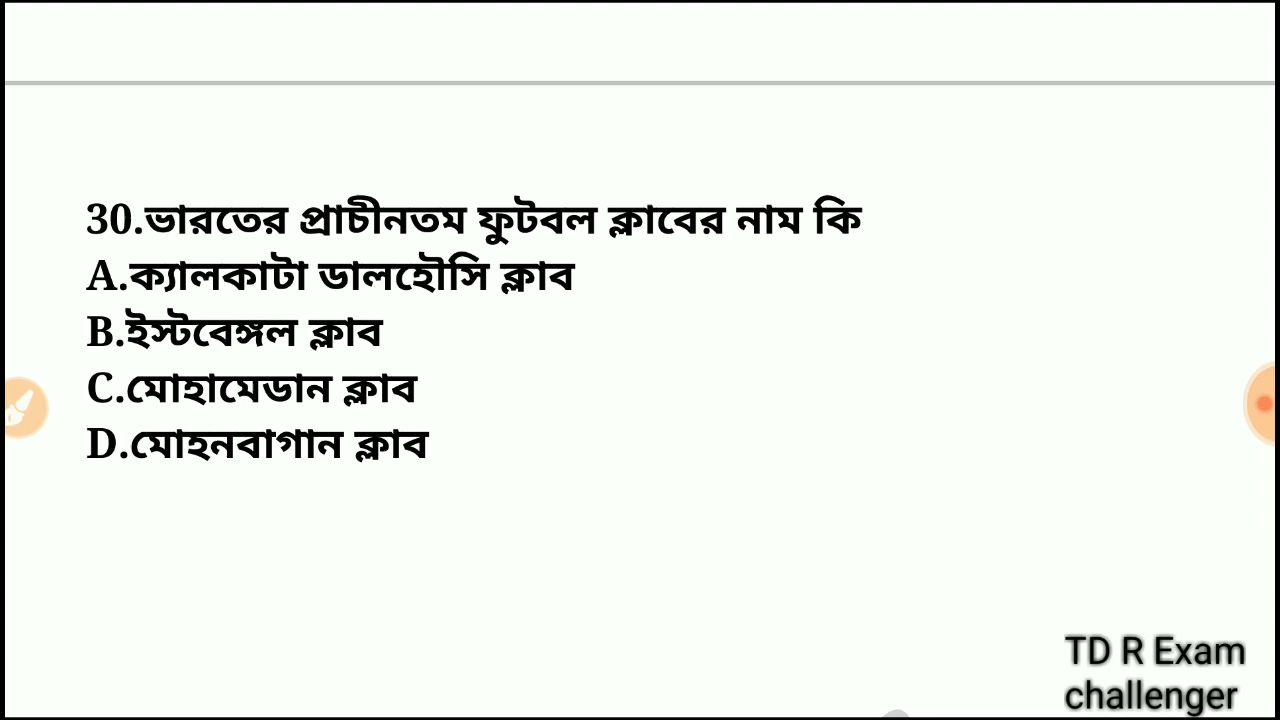 30.ভারতের প্রাচীনতম ফুটবল ক্লাবের নাম কি
A.ক্যালকাটা ডালহৌসি ক্লাব
B.ইস্টবেঙ্গল ক্লাব
C.মোহামেডান ক্লাব
D.মোহনবাগান ক্লাব
TD R Exam
challenger